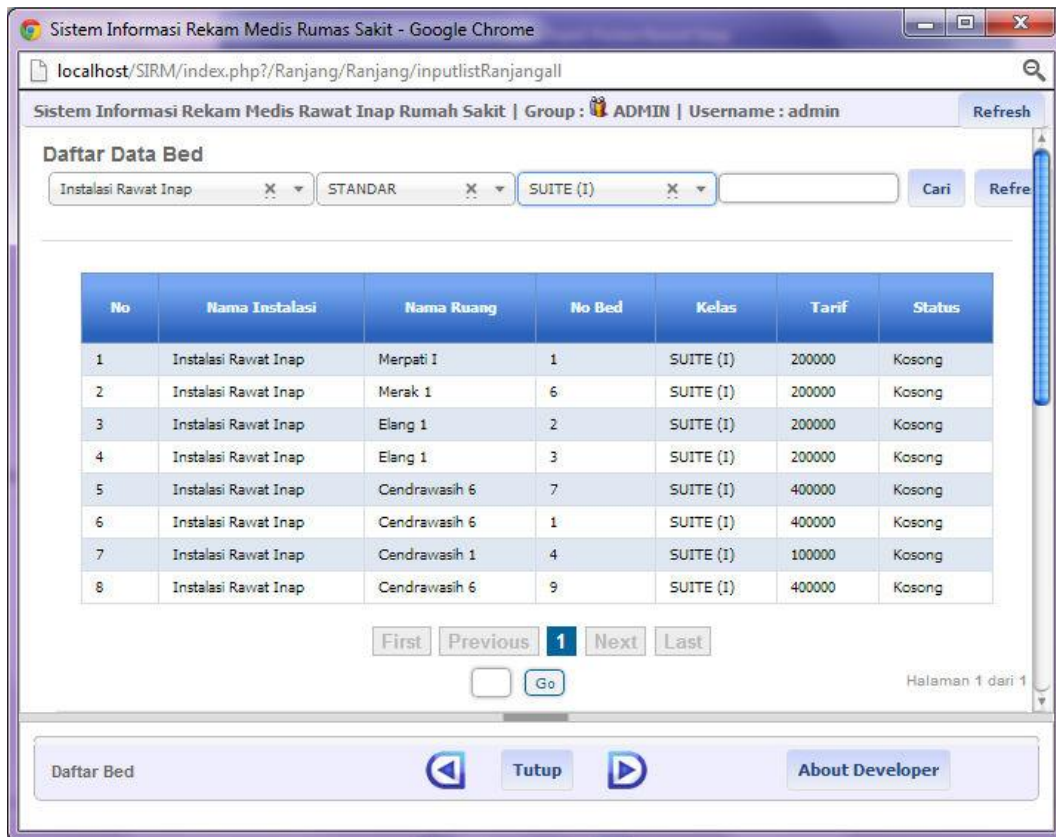 Sistem Informasi Rekam Medis Rumas Sakit - Google Chrome
localhost/SIRM/index.php?/Ranjang/Ranjang/inputlistRanjangall
Sistem Informasi Rekam Medis Rawat Inap Rumah Sakit | Group : ADMIN | Username : admin Refresh
Daftar Data Bed
Instalasi Rawat Inap STANDAR SUITE (I) Cari Refre
No Nama Instalasi Nama Ruang No Bed Kelas Tarif Status
1 Instalasi Rawat Inap Merpati I 1 SUITE (I) 200000 Kosong
2 Instalasi Rawat Inap Merak 1 6 SUITE (I) 200000 Kosong
3 Instalasi Rawat Inap Elang 1 2 SUITE (I) 200000 Kosong
4 Instalasi Rawat Inap Elang 1 3 SUITE (I) 200000 Kosong
5 Instalasi Rawat Inap Cendrawasih 6 7 SUITE (I) 400000 Kosong
6 Instalasi Rawat Inap Cendrawasih 6 1 SUITE (I) 400000 Kosong
7 Instalasi Rawat Inap Cendrawasih 1 4 SUITE (I) 100000 Kosong
8 Instalasi Rawat Inap Cendrawasih 6 9 SUITE (I) 400000 Kosong
First Previous 1 Next Last
Go Halaman 1 dari 1
Daftar Bed Tutup About Developer